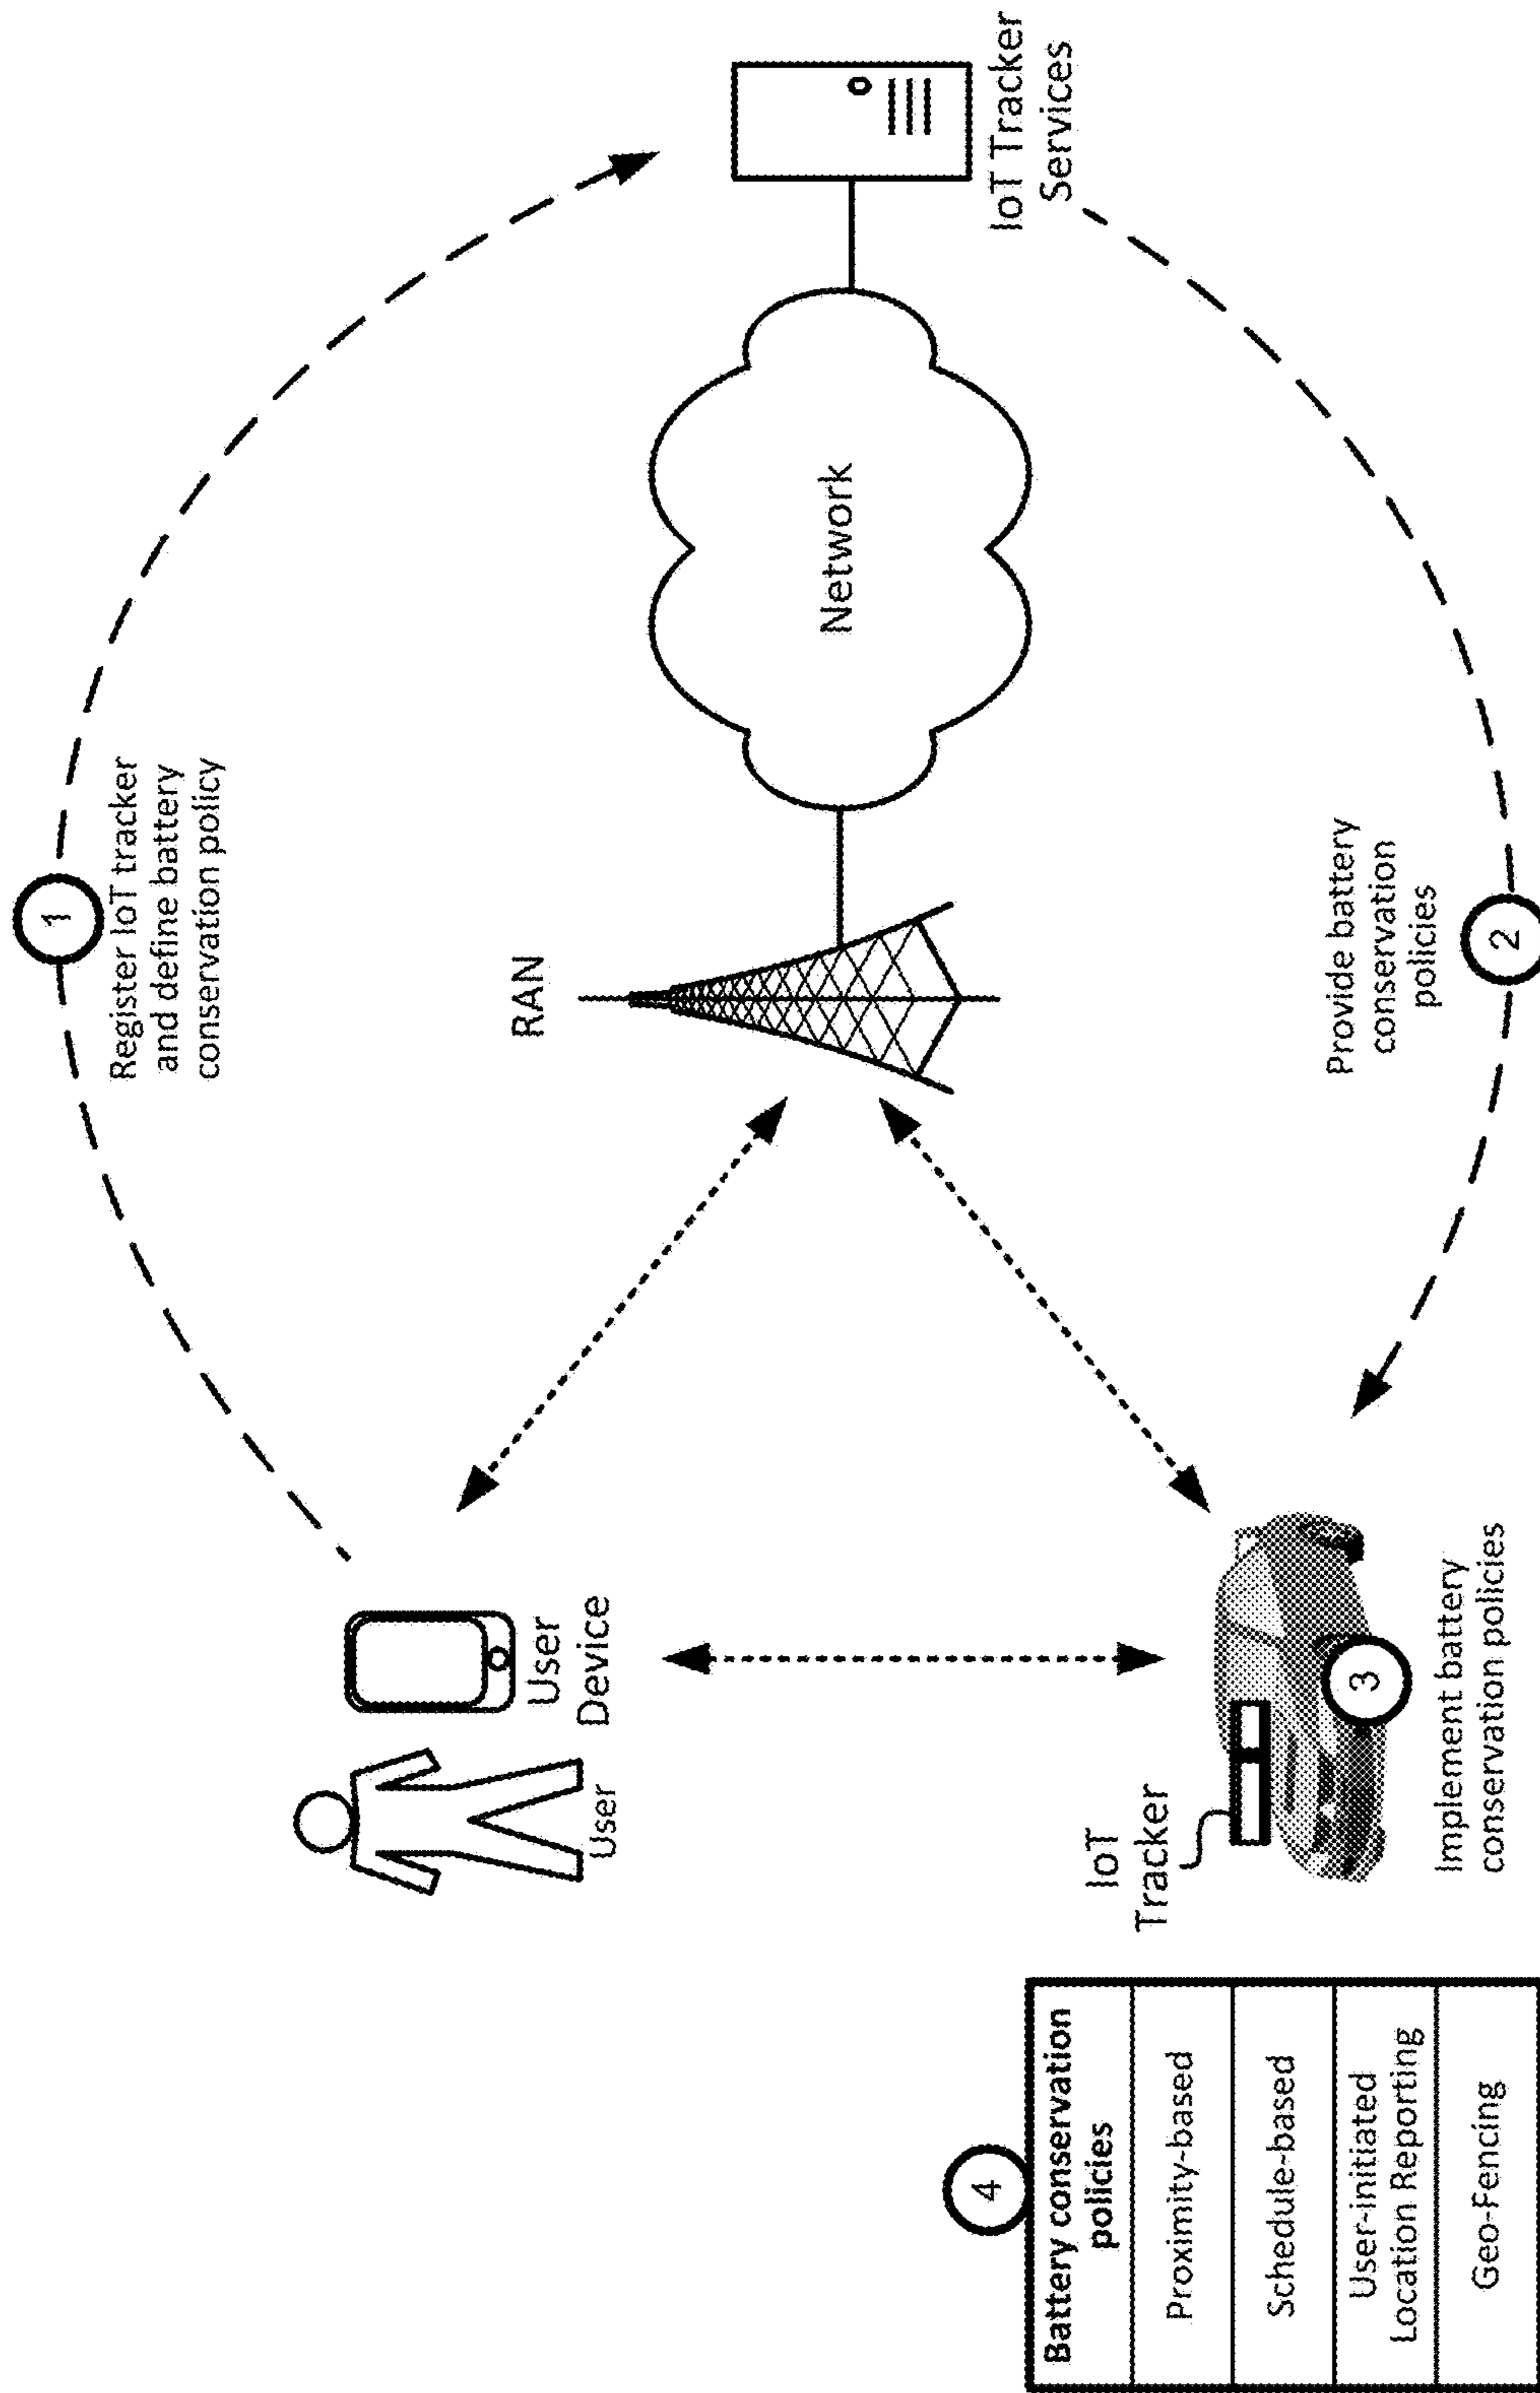 1
Register IoT tracker
and define battery
conservation policy
User
User
Device
RAN
Network
IoT Tracker
Services
IoT
Tracker
3
Implement battery
conservation policies
Provide battery
conservation
policies
2
4
Battery conservation
policies
Proximity-based
Schedule-based
User-initiated
Location Reporting
Geo-Fencing